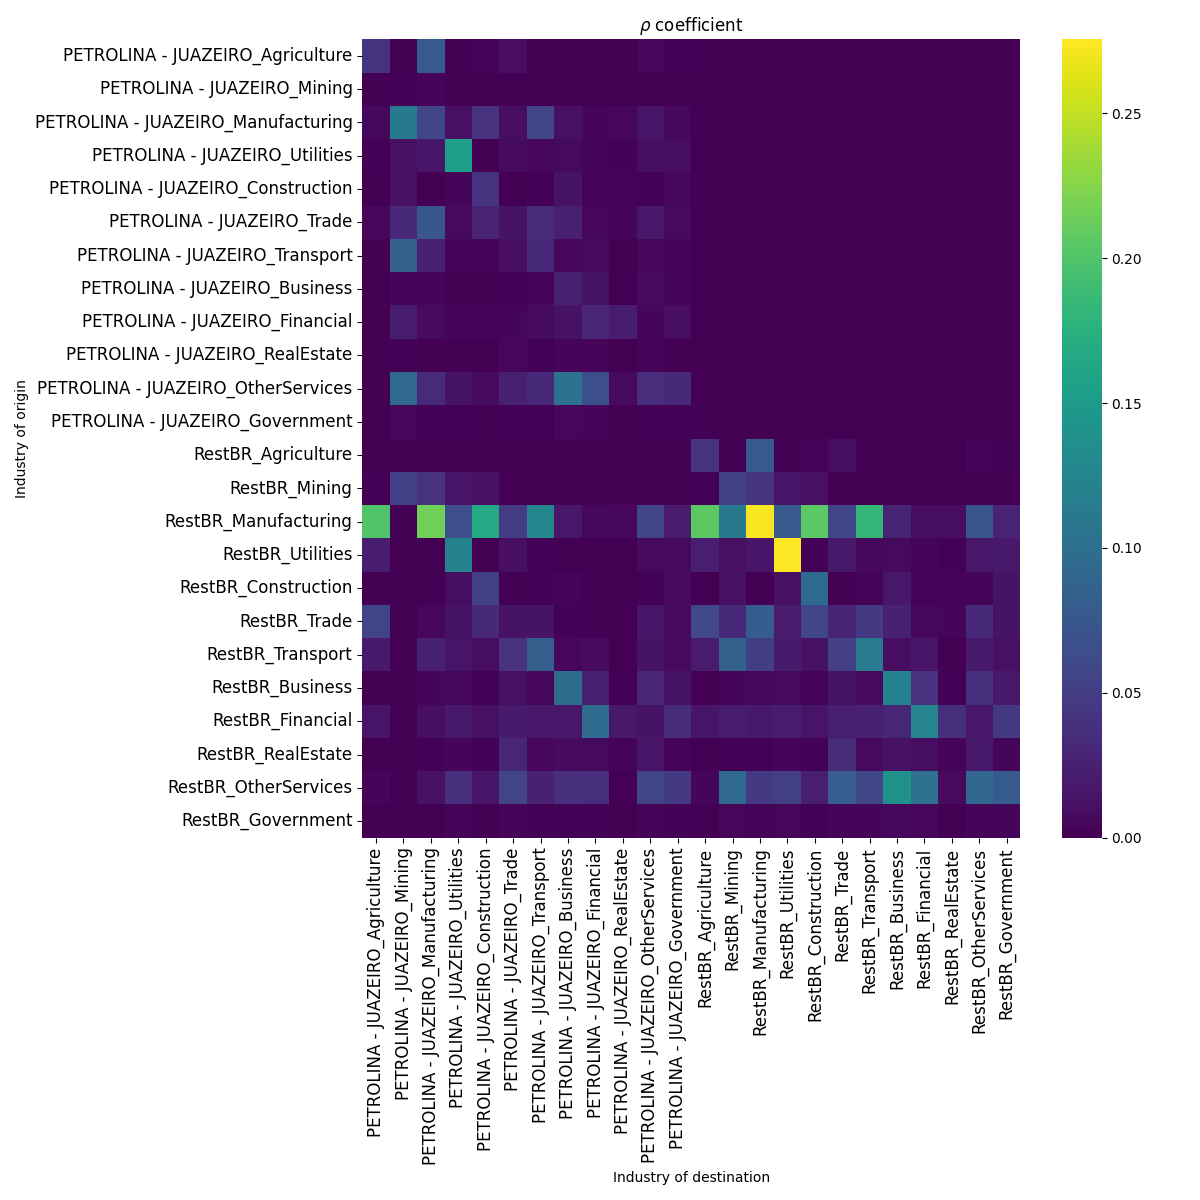 ρ coefficient
PETROLINA - JUAZEIRO_Agriculture
PETROLINA - JUAZEIRO_Mining
PETROLINA - JUAZEIRO_Manufacturing
PETROLINA - JUAZEIRO_Utilities
PETROLINA - JUAZEIRO_Construction
PETROLINA - JUAZEIRO_Trade
PETROLINA - JUAZEIRO_Transport
PETROLINA - JUAZEIRO_Business
PETROLINA - JUAZEIRO_Financial
PETROLINA - JUAZEIRO_RealEstate
PETROLINA - JUAZEIRO_OtherServices
PETROLINA - JUAZEIRO_Government
RestBR_Agriculture
RestBR_Mining
RestBR_Manufacturing
RestBR_Utilities
RestBR_Construction
RestBR_Trade
RestBR_Transport
RestBR_Business
RestBR_Financial
RestBR_RealEstate
RestBR_OtherServices
RestBR_Government
Industry of origin
PETROLINA - JUAZEIRO_Agriculture
PETROLINA - JUAZEIRO_Mining
PETROLINA - JUAZEIRO_Manufacturing
PETROLINA - JUAZEIRO_Utilities
PETROLINA - JUAZEIRO_Construction
PETROLINA - JUAZEIRO_Trade
PETROLINA - JUAZEIRO_Transport
PETROLINA - JUAZEIRO_Business
PETROLINA - JUAZEIRO_Financial
PETROLINA - JUAZEIRO_RealEstate
PETROLINA - JUAZEIRO_OtherServices
PETROLINA - JUAZEIRO_Government
RestBR_Agriculture
RestBR_Mining
RestBR_Manufacturing
RestBR_Utilities
RestBR_Construction
RestBR_Trade
RestBR_Transport
RestBR_Business
RestBR_Financial
RestBR_RealEstate
RestBR_OtherServices
RestBR_Government
Industry of destination
0.25
0.20
0.15
0.10
0.05
0.00